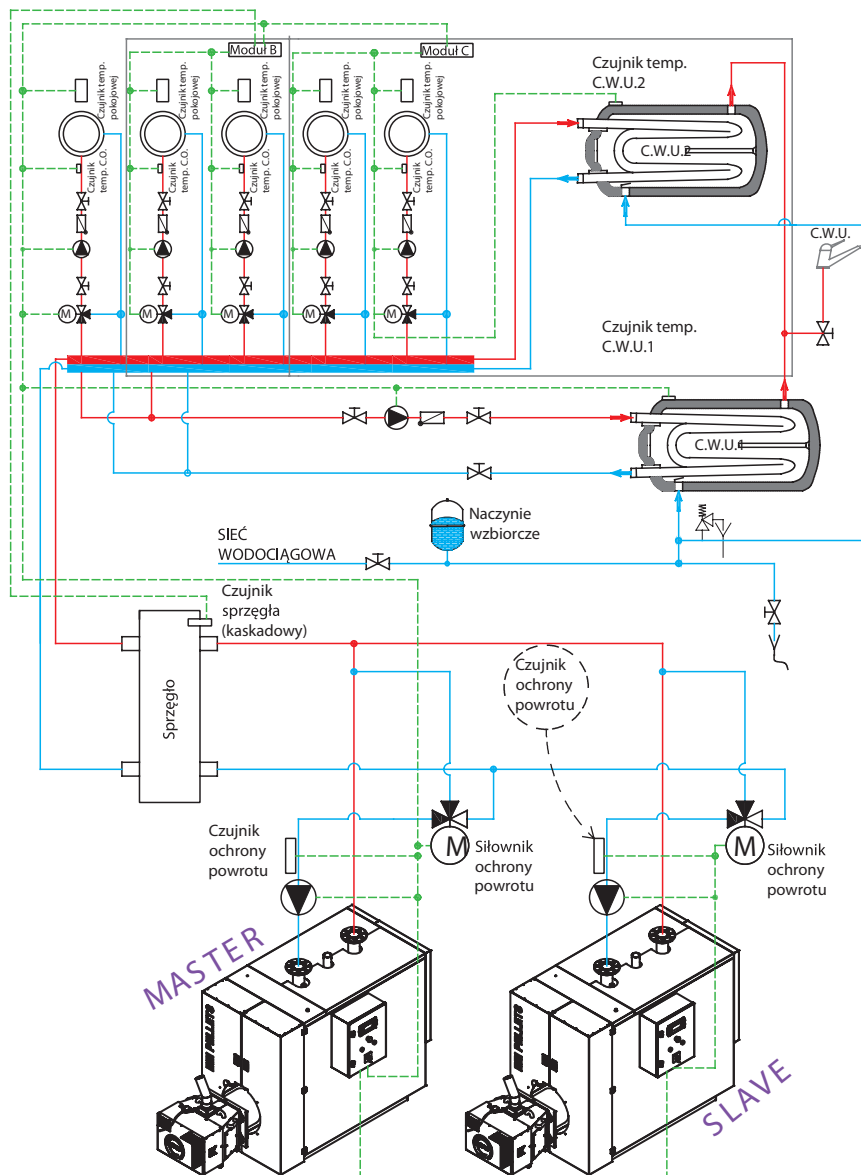 Moduł B
Moduł C
Czujnik temp.
pokojowej
Czujnik temp.
pokojowej
Czujnik temp.
pokojowej
Czujnik temp.
pokojowej
Czujnik temp.
pokojowej
Czujnik
temp. C.O.
Czujnik
temp. C.O.
Czujnik
temp. C.O.
Czujnik
temp. C.O.
Czujnik
temp. C.O.
M
M
M
M
M
Czujnik temp.
C.W.U.2
C.W.U.2
C.W.U.
Czujnik temp.
C.W.U.1
C.W.U.1
Naczynie
wzbiorcze
SIEĆ
WODOCIĄGOWA
Czujnik
sprzęgła
(kaskadowy)
Sprzęgło
Czujnik
ochrony
powrotu
Czujnik
ochrony
powrotu
M
Siłownik
ochrony
powrotu
M
Siłownik
ochrony
powrotu
MASTER
PELLETS
SLAVE
PELLETS